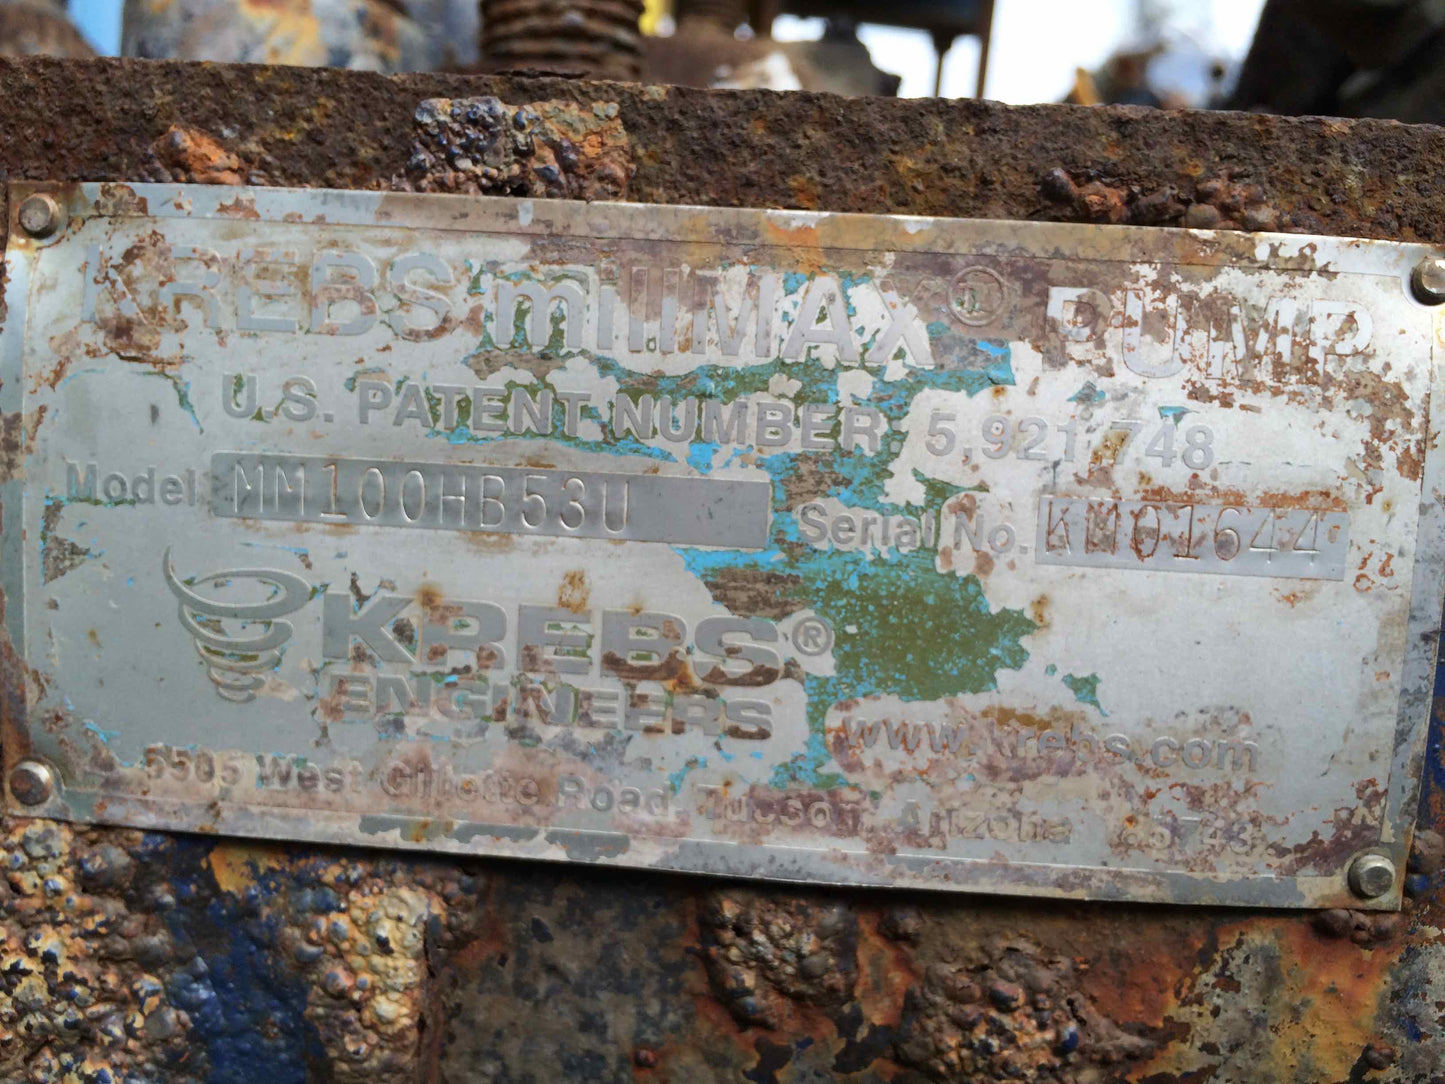 KREBS millMAX® PUMP
U.S. PATENT NUMBER 5,921,748
Model MM100HB53U Serial No. KM01644
KREBS®
ENGINEERS
www.krebs.com
5505 West Gillette Road, Tucson, Arizona 85743